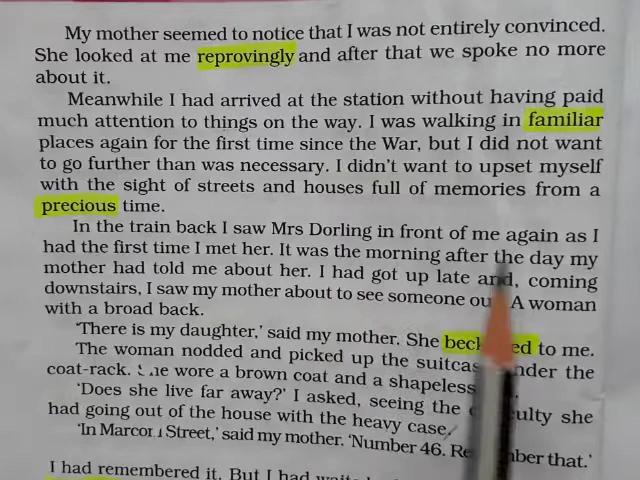 My mother seemed to notice that I was not entirely convinced.
She looked at me reprovingly and after that we spoke no more
about it.
Meanwhile I had arrived at the station without having paid
much attention to things on the way. I was walking in familiar
places again for the first time since the War, but I did not want
to go further than was necessary. I didn't want to upset myself
with the sight of streets and houses full of memories from a
precious time.
In the train back I saw Mrs Dorling in front of me again as I
had the first time I met her. It was the morning after the day my
mother had told me about her. I had got up late and, coming
downstairs, I saw my mother about to see someone ou A woman
with a broad back.
'There is my daughter,' said my mother. She beck ed to me.
The woman nodded and picked up the suitcas nder the
coat-rack. wore a brown coat and a shapeless
'Does she live far away?' I asked, seeing the culty she
had going out of the house with the heavy case.
'In Marconi Street,' said my mother. 'Number 46. Re ber that.'
I had remembered it. But I had